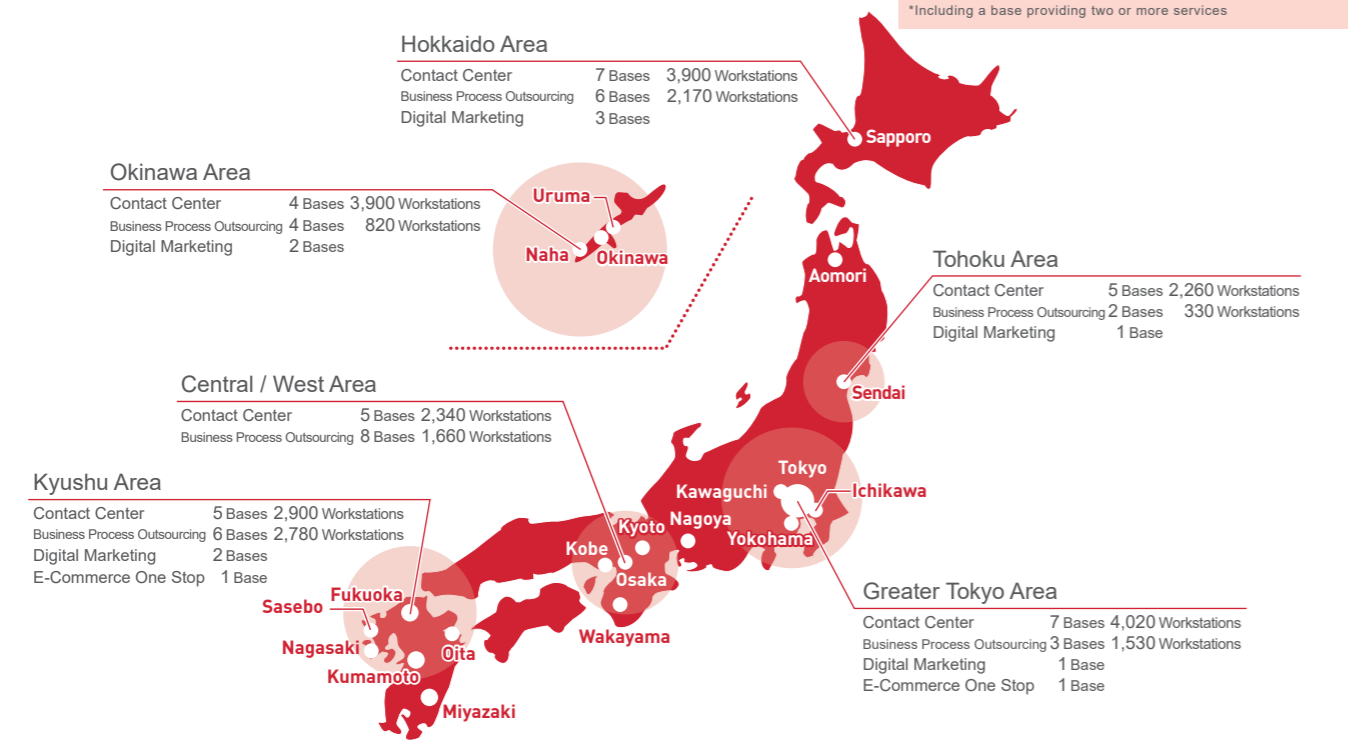 *Including a base providing two or more services
Hokkaido Area
Contact Center 7 Bases 3,900 Workstations
Business Process Outsourcing 6 Bases 2,170 Workstations
Digital Marketing 3 Bases
Sapporo
Okinawa Area
Contact Center 4 Bases 3,900 Workstations
Business Process Outsourcing 4 Bases 820 Workstations
Digital Marketing 2 Bases
Uruma
Naha
Okinawa
Aomori
Tohoku Area
Contact Center 5 Bases 2,260 Workstations
Business Process Outsourcing 2 Bases 330 Workstations
Digital Marketing 1 Base
Sendai
Central / West Area
Contact Center 5 Bases 2,340 Workstations
Business Process Outsourcing 8 Bases 1,660 Workstations
Kyushu Area
Contact Center 5 Bases 2,900 Workstations
Business Process Outsourcing 6 Bases 2,780 Workstations
Digital Marketing 2 Bases
E-Commerce One Stop 1 Base
Tokyo
Kawaguchi
Ichikawa
Nagoya
Yokohama
Kyoto
Kobe
Osaka
Wakayama
Fukuoka
Sasebo
Nagasaki
Oita
Kumamoto
Miyazaki
Greater Tokyo Area
Contact Center 7 Bases 4,020 Workstations
Business Process Outsourcing 3 Bases 1,530 Workstations
Digital Marketing 1 Base
E-Commerce One Stop 1 Base